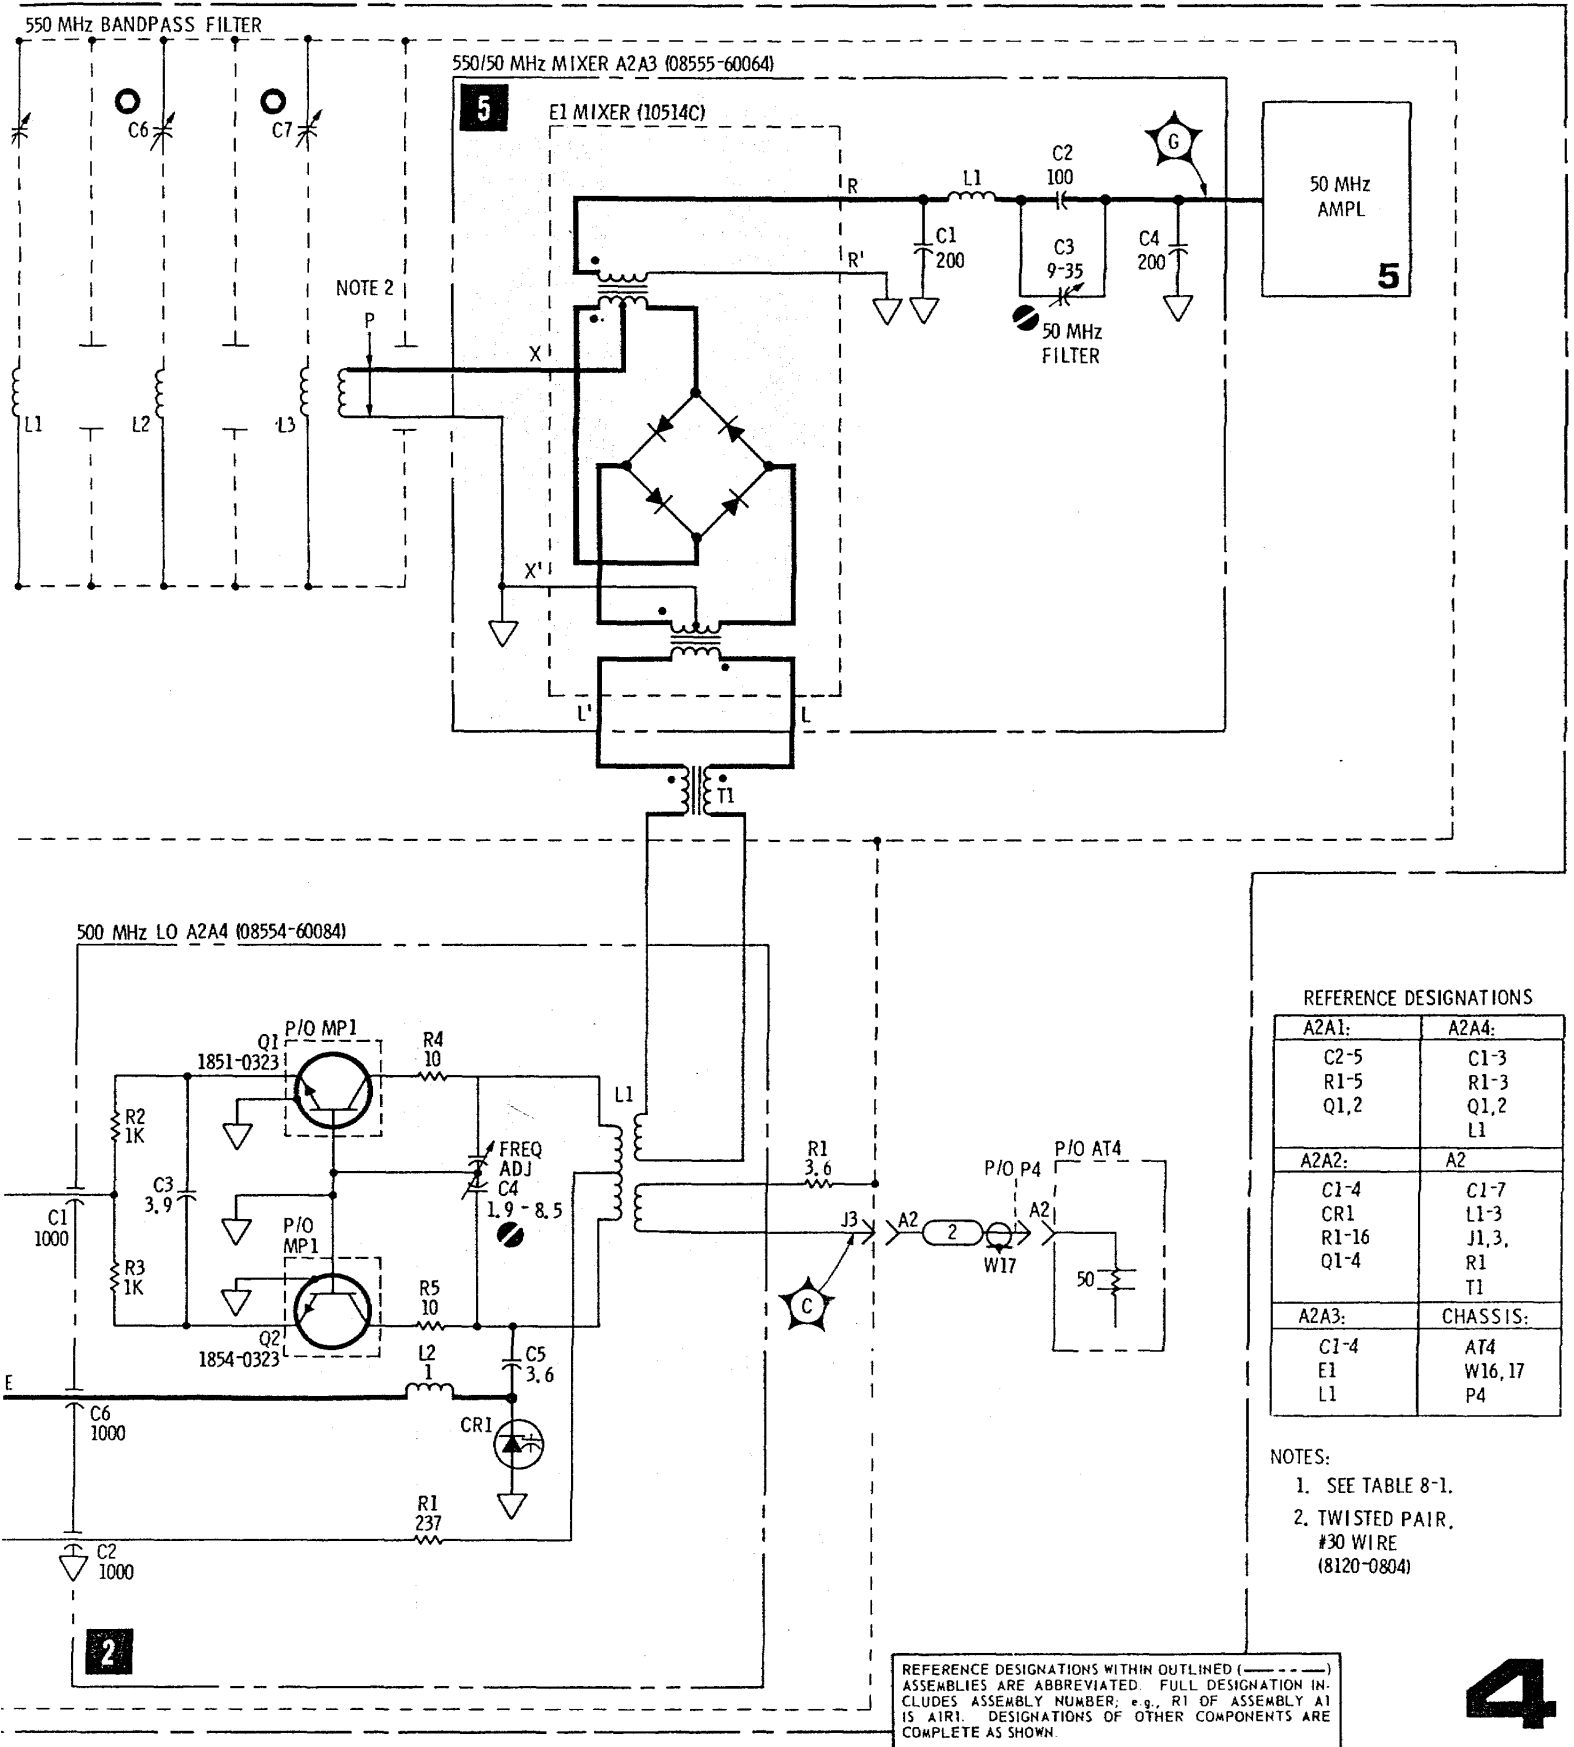 550 MHz BANDPASS FILTER
550/50 MHz MIXER A2A3 (08555-60064)
5
E1 MIXER (10514C)
C6
C7
G
R
L1
C2
100
50 MHz
AMPL
5
C1
200
R'
C3
9-35
C4
200
50 MHz
FILTER
NOTE 2
P
X
L1
L2
L3
X'
L'
L
T1
500 MHz LO A2A4 (08554-60084)
P/O MP1
Q1
1851-0323
R4
10
L1
R2
1K
FREQ
ADJ
C4
1.9 - 8.5
C3
3.9
C1
1000
P/O
MP1
R3
1K
R5
10
Q2
1854-0323
L2
1
C5
3.6
E
C6
1000
CR1
R1
237
C2
1000
2
R1
3.6
P/O P4
P/O AT4
J3
A2
2
A2
W17
50
C
REFERENCE DESIGNATIONS
A2A1: A2A4:
C2-5 C1-3
R1-5 R1-3
Q1,2 Q1,2
L1
A2A2: A2
C1-4 C1-7
CR1 L1-3
R1-16 J1,3,
Q1-4 R1
T1
A2A3: CHASSIS:
C1-4 AT4
E1 W16,17
L1 P4
NOTES:
1. SEE TABLE 8-1.
2. TWISTED PAIR,
#30 WIRE
(8120-0804)
REFERENCE DESIGNATIONS WITHIN OUTLINED (—--—)
ASSEMBLIES ARE ABBREVIATED. FULL DESIGNATION IN-
CLUDES ASSEMBLY NUMBER; e.g., R1 OF ASSEMBLY A1
IS A1R1. DESIGNATIONS OF OTHER COMPONENTS ARE
COMPLETE AS SHOWN.
4